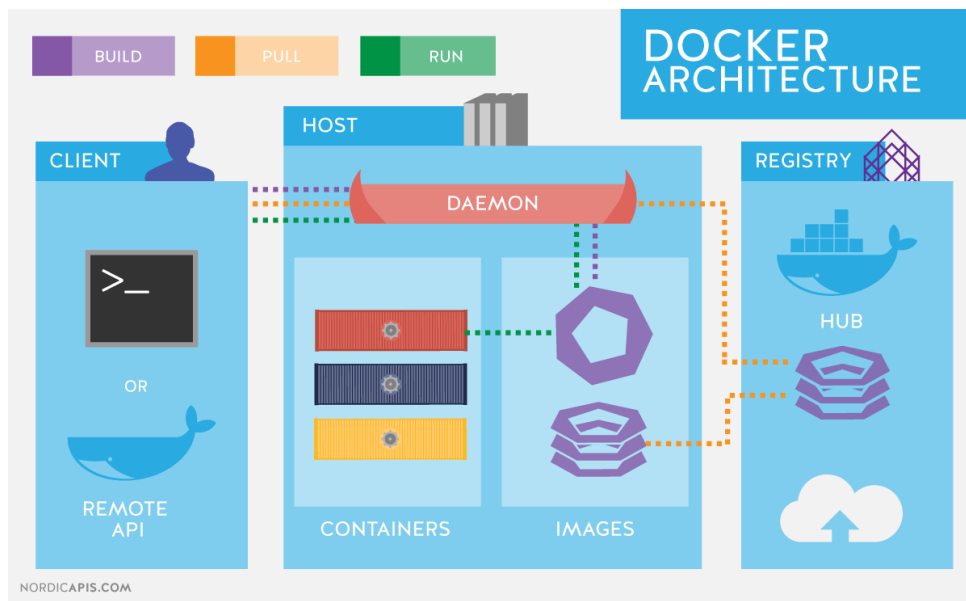 BUILD
PULL
RUN
DOCKER
ARCHITECTURE
CLIENT
HOST
REGISTRY
DAEMON
>_
OR
REMOTE
API
CONTAINERS
IMAGES
HUB
NORDICAPIS.COM